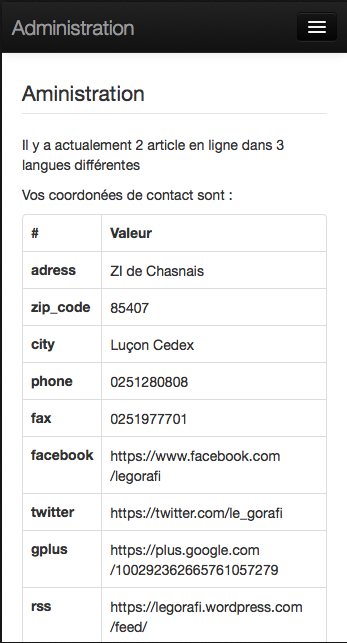 Administration
Aministration
Il y a actualement 2 article en ligne dans 3
langues différentes
Vos coordonées de contact sont :
# Valeur
adress ZI de Chasnais
zip_code 85407
city Luçon Cedex
phone 0251280808
fax 0251977701
facebook https://www.facebook.com
/legorafi
twitter https://twitter.com/le_gorafi
gplus https://plus.google.com
/100292362665761057279
rss https://legorafi.wordpress.com
/feed/